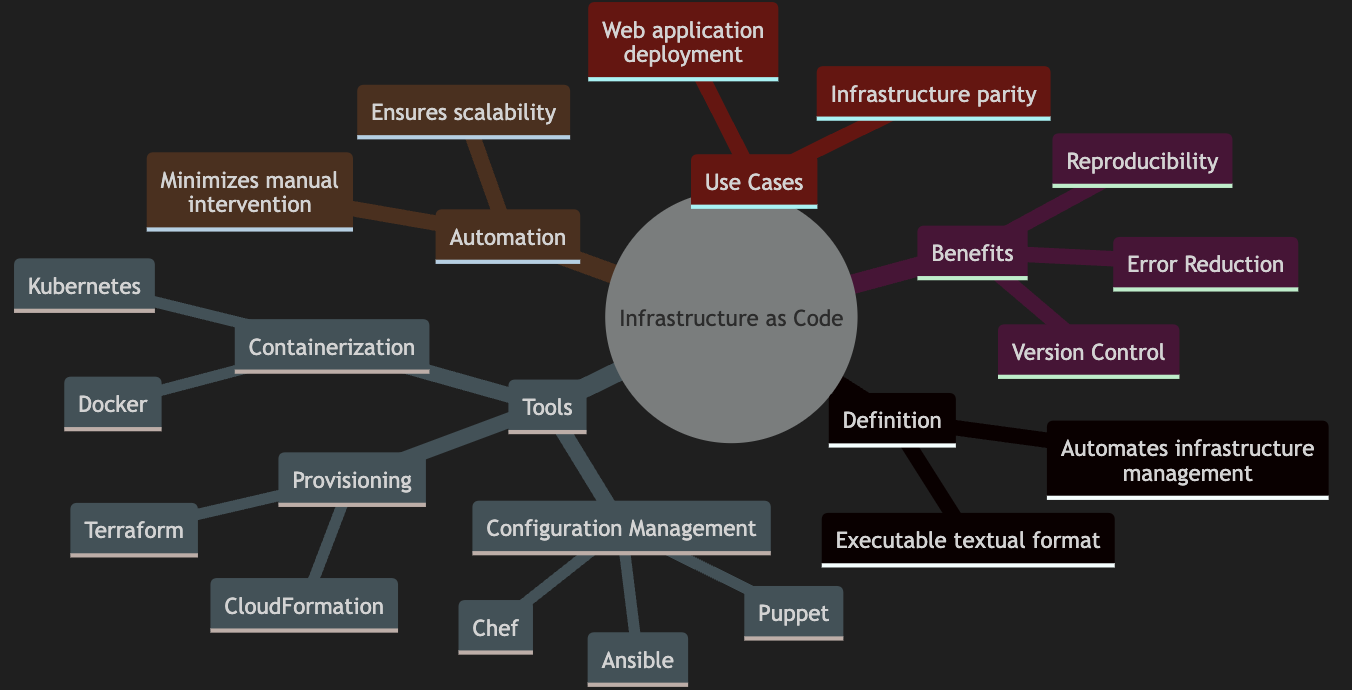 Web application
deployment
Infrastructure parity
Ensures scalability
Reproducibility
Minimizes manual
intervention
Use Cases
Automation
Benefits
Error Reduction
Kubernetes
Infrastructure as Code
Containerization
Version Control
Docker
Tools
Definition
Automates infrastructure
management
Provisioning
Terraform
Configuration Management
Executable textual format
CloudFormation
Chef
Puppet
Ansible